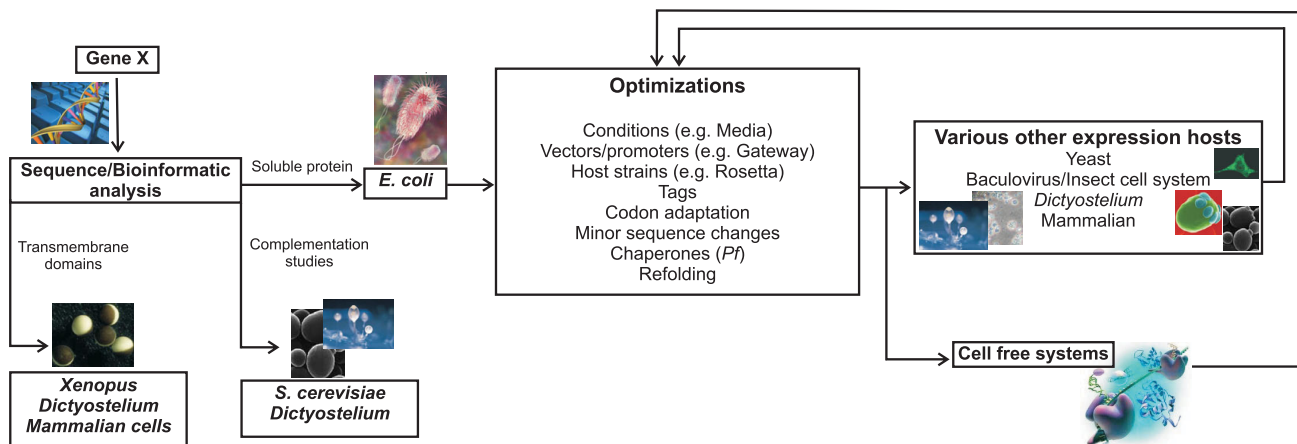 Gene X
Sequence/Bioinformatic
analysis
Soluble protein
E. coli
Transmembrane
domains
Complementation
studies
Xenopus
Dictyostelium
Mammalian cells
S. cerevisiae
Dictyostelium
Optimizations
Conditions (e.g. Media)
Vectors/promoters (e.g. Gateway)
Host strains (e.g. Rosetta)
Tags
Codon adaptation
Minor sequence changes
Chaperones (Pf)
Refolding
Various other expression hosts
Yeast
Baculovirus/Insect cell system
Dictyostelium
Mammalian
Cell free systems